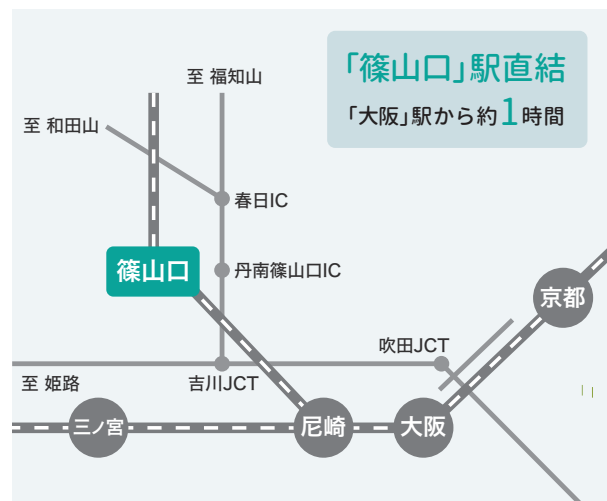 「篠山口」駅直結
「大阪」駅から約1時間
至 福知山
至 和田山
春日IC
篠山口
丹南篠山口IC
京都
吹田JCT
至 姫路
吉川JCT
三ノ宮
尼崎
大阪